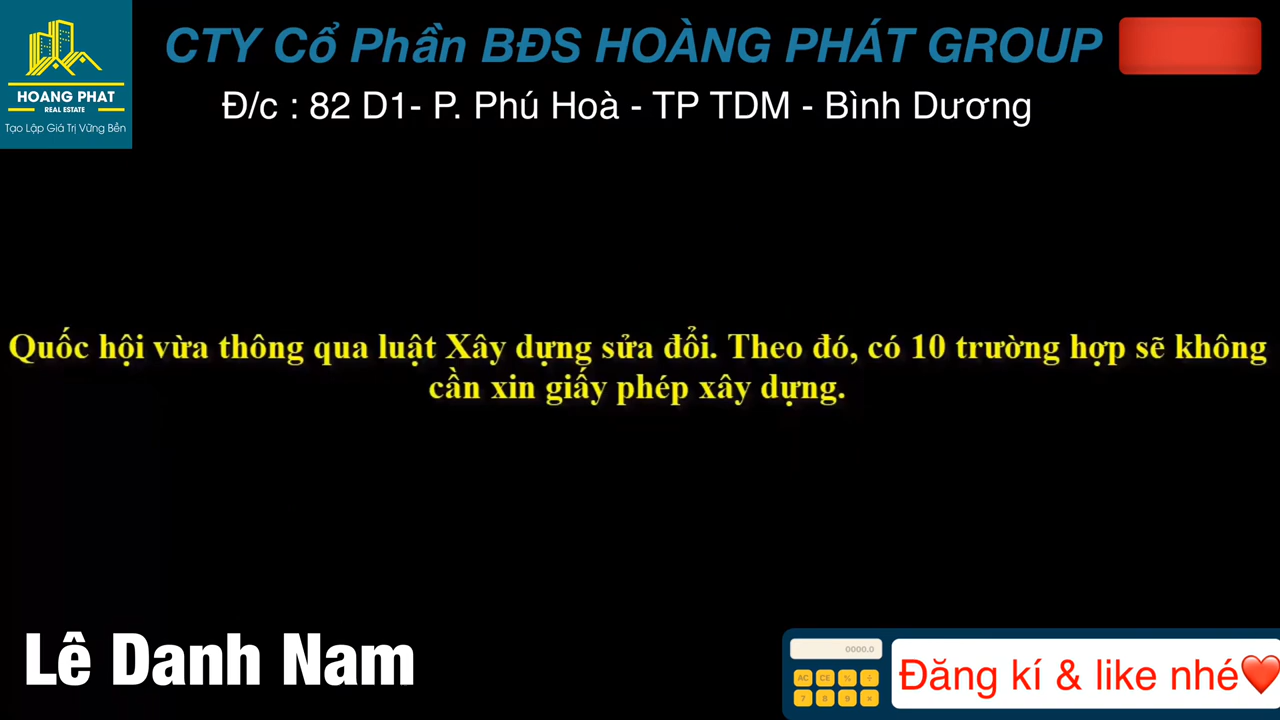 HOANG PHAT
REAL ESTATE
Tạo Lập Giá Trị Vững Bền
CTY Cổ Phần BĐS HOÀNG PHÁT GROUP
Đ/c : 82 D1- P. Phú Hoà - TP TDM - Bình Dương
Quốc hội vừa thông qua luật Xây dựng sửa đổi. Theo đó, có 10 trường hợp sẽ không
cần xin giấy phép xây dựng.
Lê Danh Nam
0000.0
AC CE % ÷
7 8 9 ×
Đăng kí & like nhé❤️